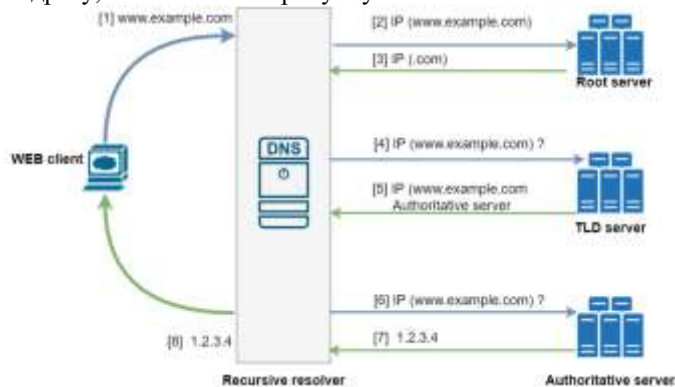 [1] www.example.com
[2] IP (www.example.com)
[3] IP (.com)
Root server
WEB client
DNS
[4] IP (www.example.com) ?
[5] IP (www.example.com
Authoritative server
TLD server
[6] IP (www.example.com) ?
[7] 1.2.3.4
[8] 1.2.3.4
Recursive resolver
Authoritative server